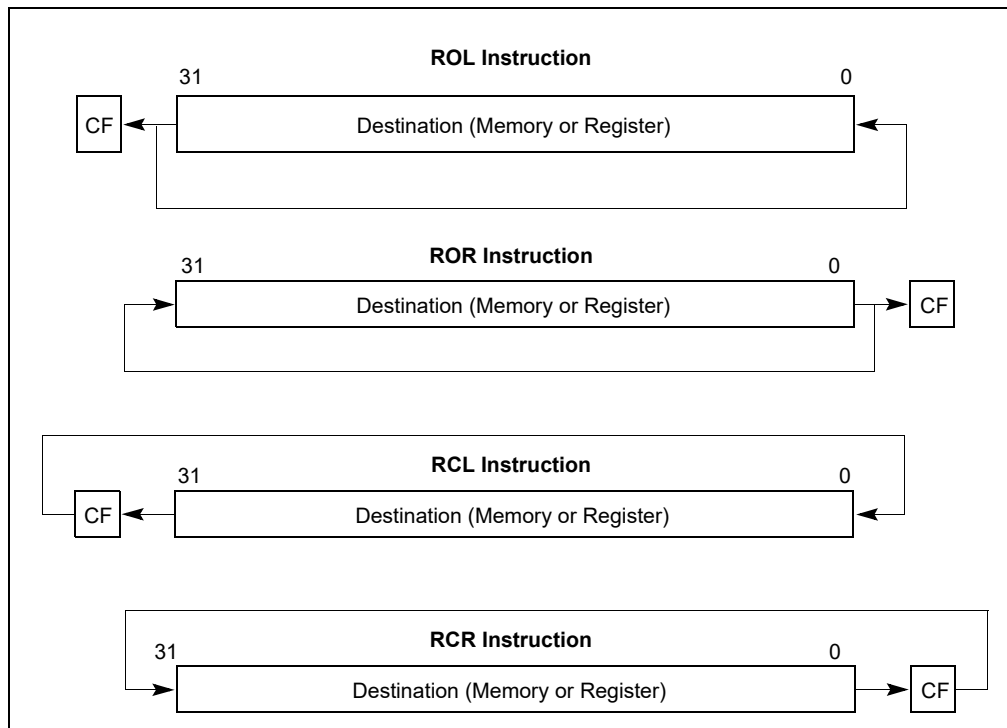 ROL Instruction
31 0
CF Destination (Memory or Register)
ROR Instruction
31 0
Destination (Memory or Register) CF
RCL Instruction
31 0
CF Destination (Memory or Register)
RCR Instruction
31 0
Destination (Memory or Register) CF